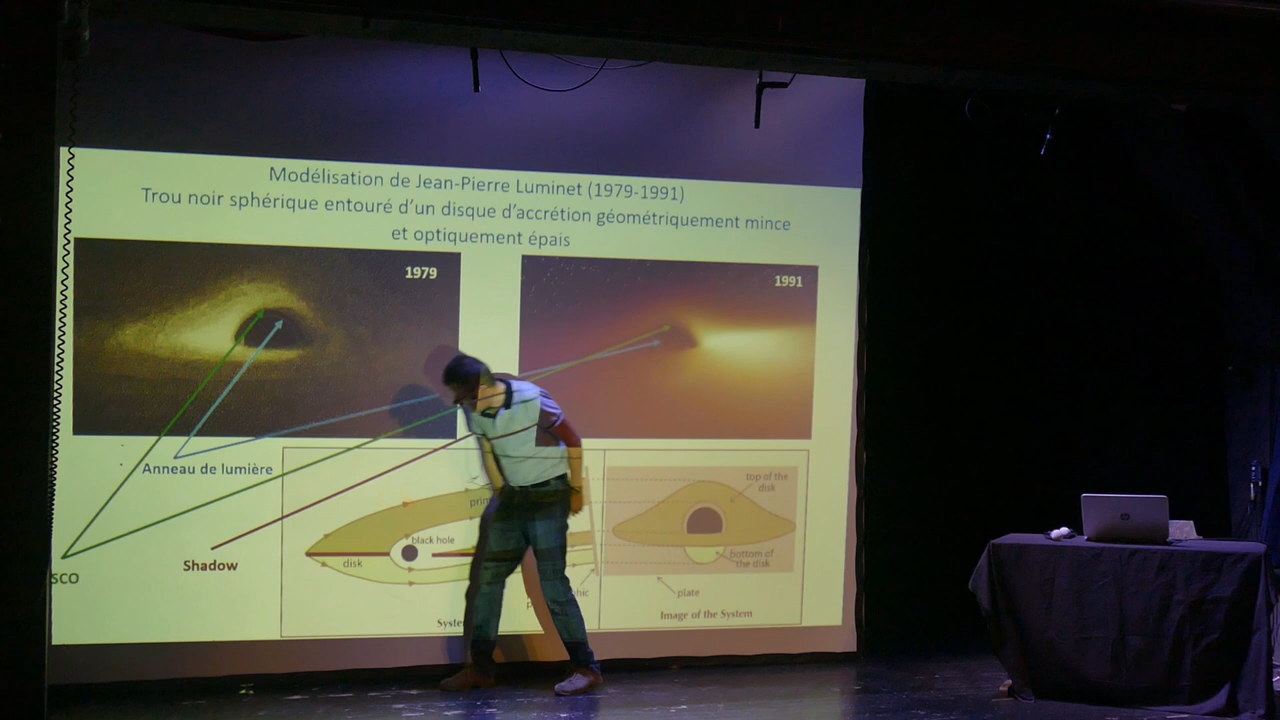 Modélisation de Jean-Pierre Luminet (1979-1991)
Trou noir sphérique entouré d'un disque d'accrétion géométriquement mince
et optiquement épais
1979
1991
Anneau de lumière
Shadow
black hole
disk
top of the
disk
bottom of
the disk
plate
Image of the System
hp